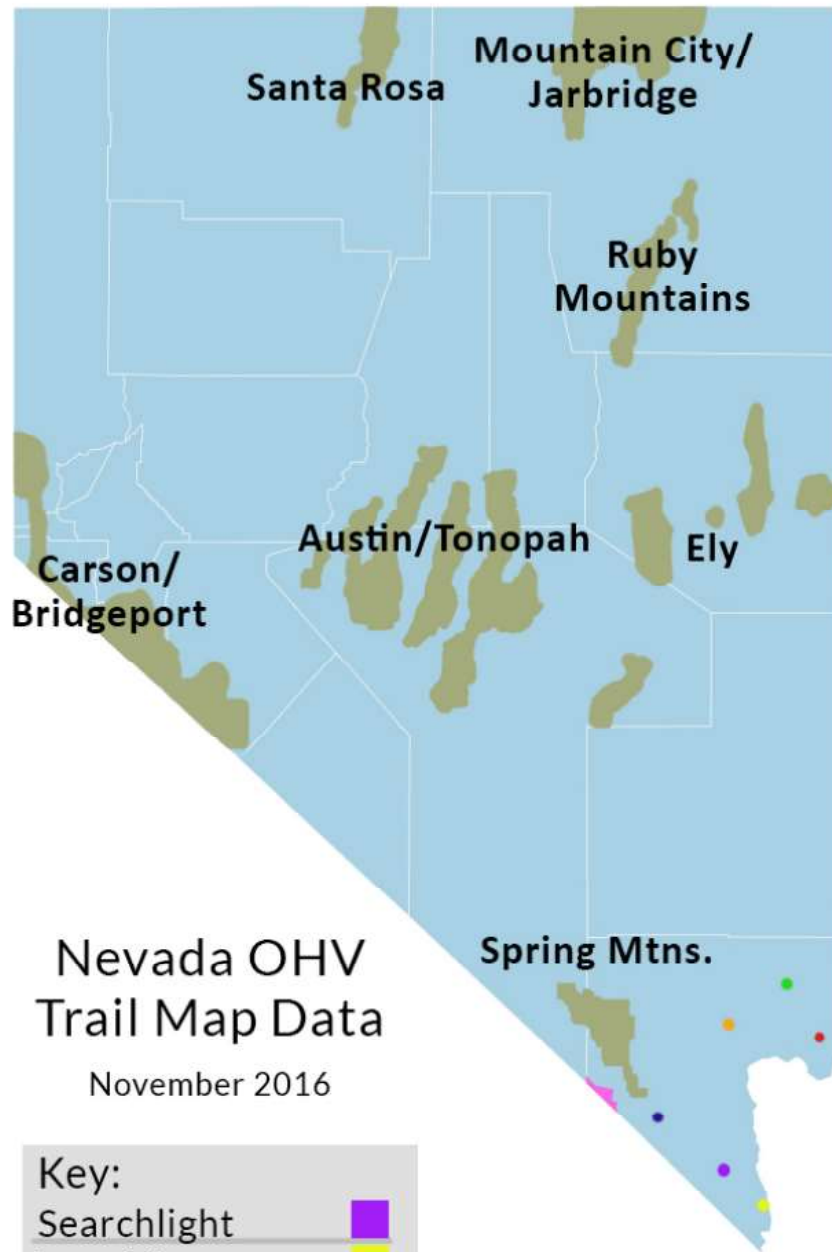 Santa Rosa
Mountain City/
Jarbridge
Ruby
Mountains
Austin/Tonopah
Ely
Carson/
Bridgeport
Spring Mtns.
Nevada OHV
Trail Map Data
November 2016
Key:
Searchlight